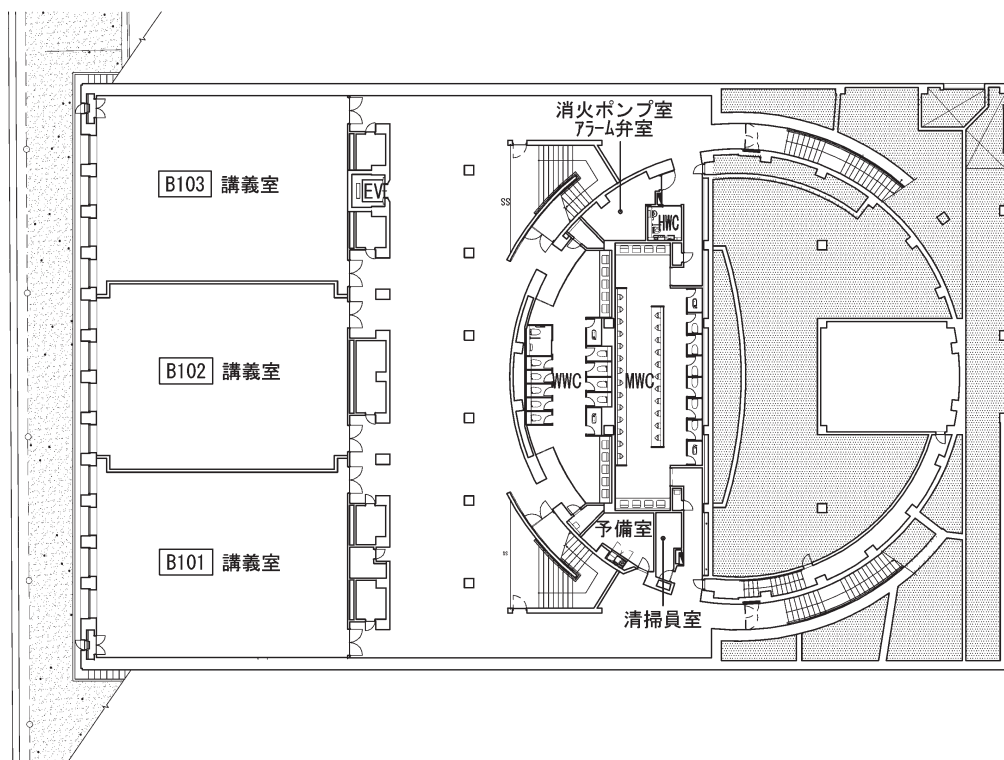 消火ポンプ室
アラーム弁室
B103 講義室
EV
SS
HWC
B102 講義室
WWC
MWC
B101 講義室
SS
予備室
清掃員室